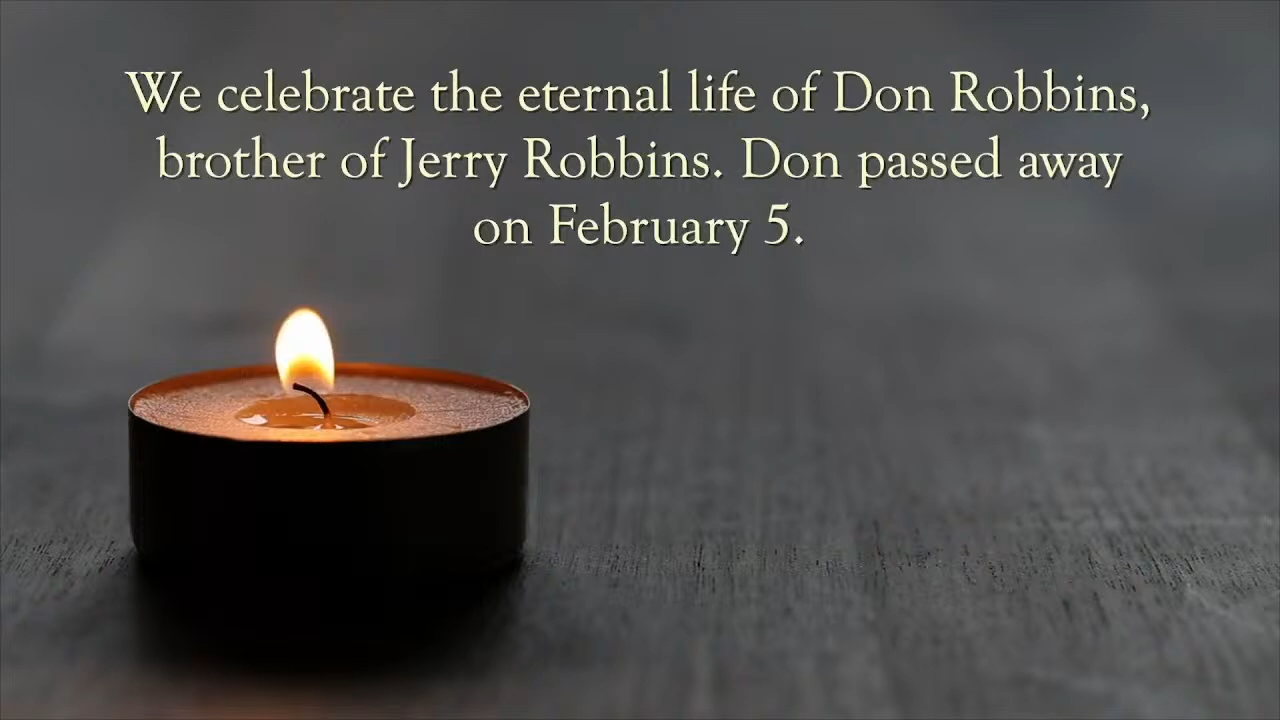 We celebrate the eternal life of Don Robbins,
brother of Jerry Robbins. Don passed away
on February 5.